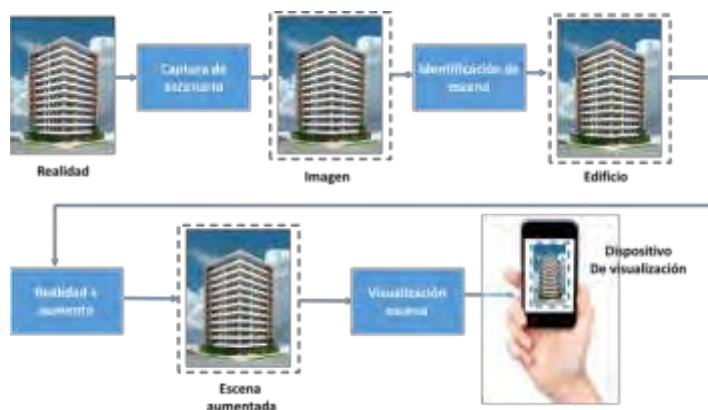 Captura de
escenario
Identificación de
escena
Realidad
Imagen
Edificio
Realidad +
aumento
Visualización
escena
Dispositivo
De visualización
Escena
aumentada